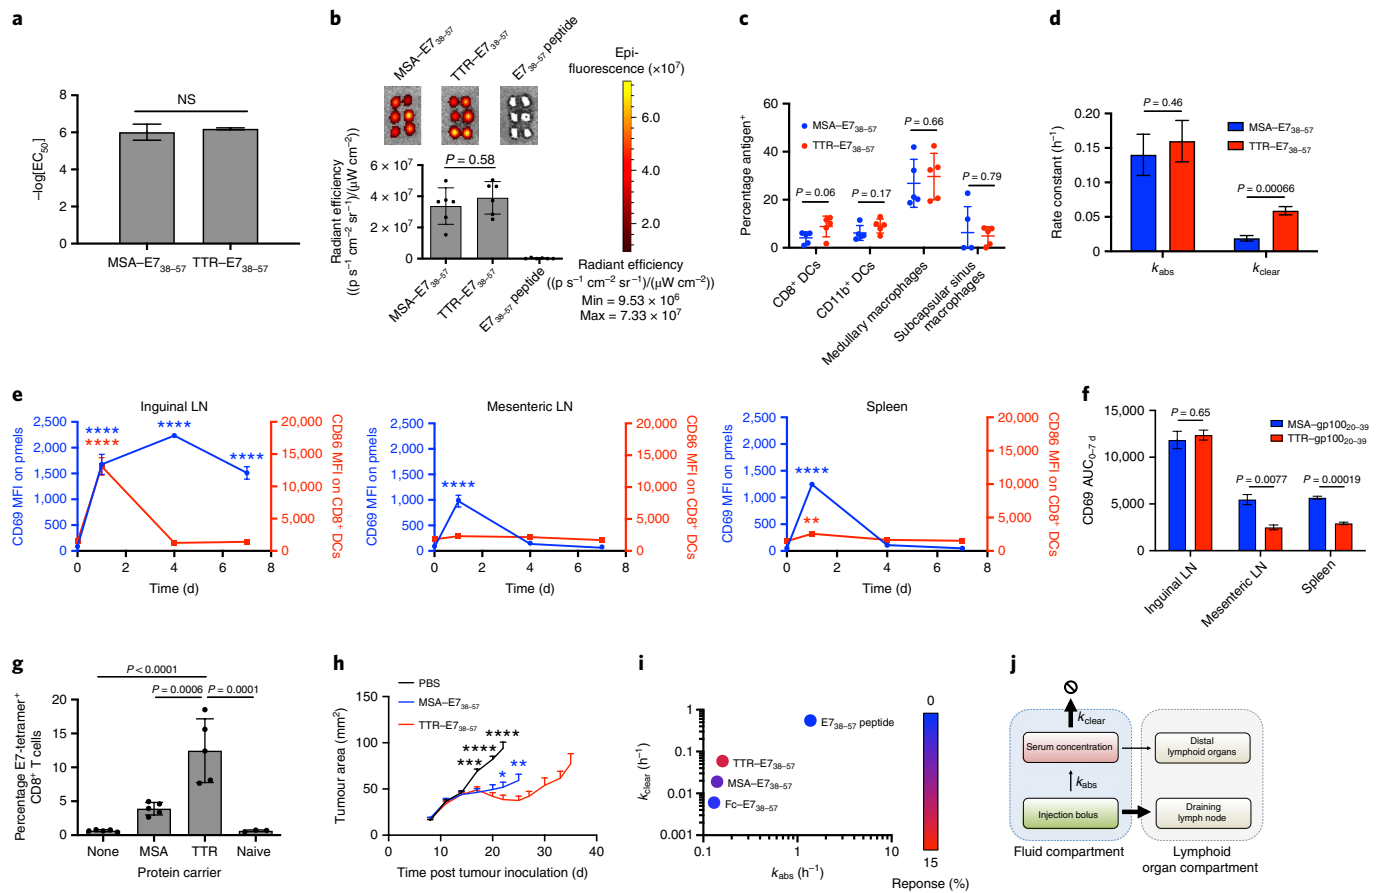 a
–log[EC50]
8
6
4
2
0
NS
MSA–E738–57
TTR–E738–57
b
MSA–E738–57
TTR–E738–57
E738–57 peptide
Epi-
fluorescence (×10⁷)
6.0
4.0
2.0
Radiant efficiency
((p s⁻¹ cm⁻² sr⁻¹)/(µW cm⁻²))
6 × 10⁷
4 × 10⁷
2 × 10⁷
0
P = 0.58
MSA–E738–57
TTR–E738–57
E738–57 peptide
Radiant efficiency
((p s⁻¹ cm⁻² sr⁻¹)/(µW cm⁻²))
Min = 9.53 × 10⁶
Max = 7.33 × 10⁷
c
Percentage antigen⁺
60
40
20
0
MSA–E738–57
TTR–E738–57
P = 0.06
P = 0.17
P = 0.66
P = 0.79
CD8⁺ DCs
CD11b⁺ DCs
Medullary macrophages
Subcapsular sinus
macrophages
d
Rate constant (h⁻¹)
0.20
0.15
0.10
0.05
0
P = 0.46
P = 0.00066
MSA–E738–57
TTR–E738–57
kabs
kclear
e
Inguinal LN
CD69 MFI on pmels
2,500
2,000
1,500
1,000
500
0
****
****
****
****
20,000
15,000
10,000
5,000
0
CD86 MFI on CD8⁺ DCs
0 2 4 6 8
Time (d)
Mesenteric LN
CD69 MFI on pmels
2,500
2,000
1,500
1,000
500
0
****
20,000
15,000
10,000
5,000
0
CD86 MFI on CD8⁺ DCs
0 2 4 6 8
Time (d)
Spleen
CD69 MFI on pmels
2,500
2,000
1,500
1,000
500
0
****
**
20,000
15,000
10,000
5,000
0
CD86 MFI on CD8⁺ DCs
0 2 4 6 8
Time (d)
f
CD69 AUC0–7 d
15,000
10,000
5,000
0
P = 0.65
P = 0.0077
P = 0.00019
MSA–gp10020–39
TTR–gp10020–39
Inguinal LN
Mesenteric LN
Spleen
g
Percentage E7-tetramer⁺
CD8⁺ T cells
20
15
10
5
0
P < 0.0001
P = 0.0006
P = 0.0001
None MSA TTR Naive
Protein carrier
h
Tumour area (mm²)
150
100
50
0
PBS
MSA–E738–57
TTR–E738–57
****
****
***
**
*
0 10 20 30 40
Time post tumour inoculation (d)
i
kclear (h⁻¹)
1
0.1
0.01
0.001
E738–57 peptide
TTR–E738–57
MSA–E738–57
Fc–E738–57
0.1 1 10
kabs (h⁻¹)
0
15
Reponse (%)
j
kclear
Serum concentration
Distal
lymphoid organs
kabs
Injection bolus
Draining
lymph node
Fluid compartment
Lymphoid
organ compartment